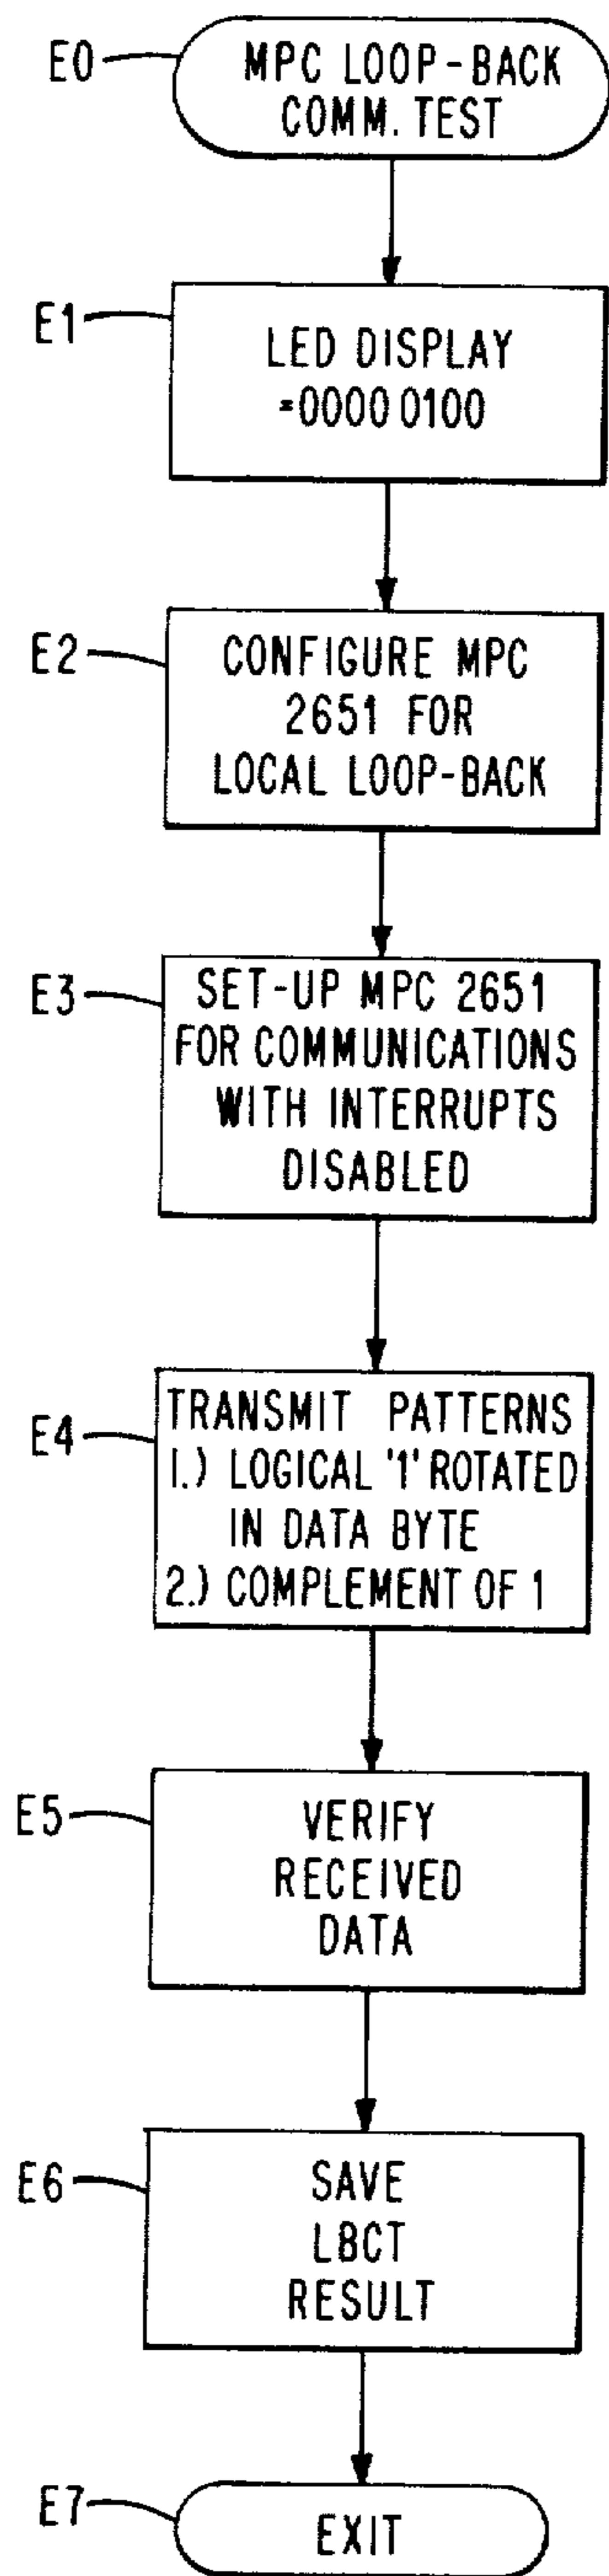 E0
MPC LOOP-BACK
COMM. TEST
E1
LED DISPLAY
=0000 0100
E2
CONFIGURE MPC
2651 FOR
LOCAL LOOP-BACK
E3
SET-UP MPC 2651
FOR COMMUNICATIONS
WITH INTERRUPTS
DISABLED
E4
TRANSMIT PATTERNS
1.) LOGICAL '1' ROTATED
IN DATA BYTE
2.) COMPLEMENT OF 1
E5
VERIFY
RECEIVED
DATA
E6
SAVE
LBCT
RESULT
E7
EXIT